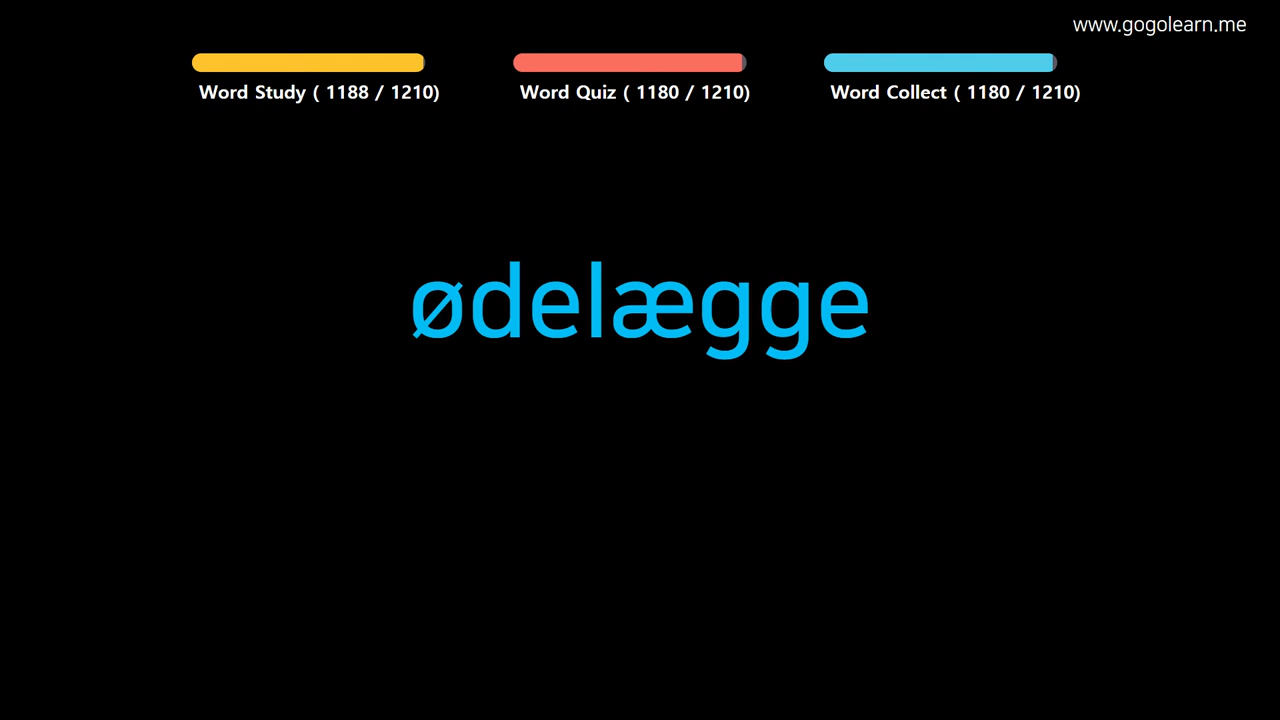 www.gogolearn.me
Word Study ( 1188 / 1210)
Word Quiz ( 1180 / 1210)
Word Collect ( 1180 / 1210)
ødelægge